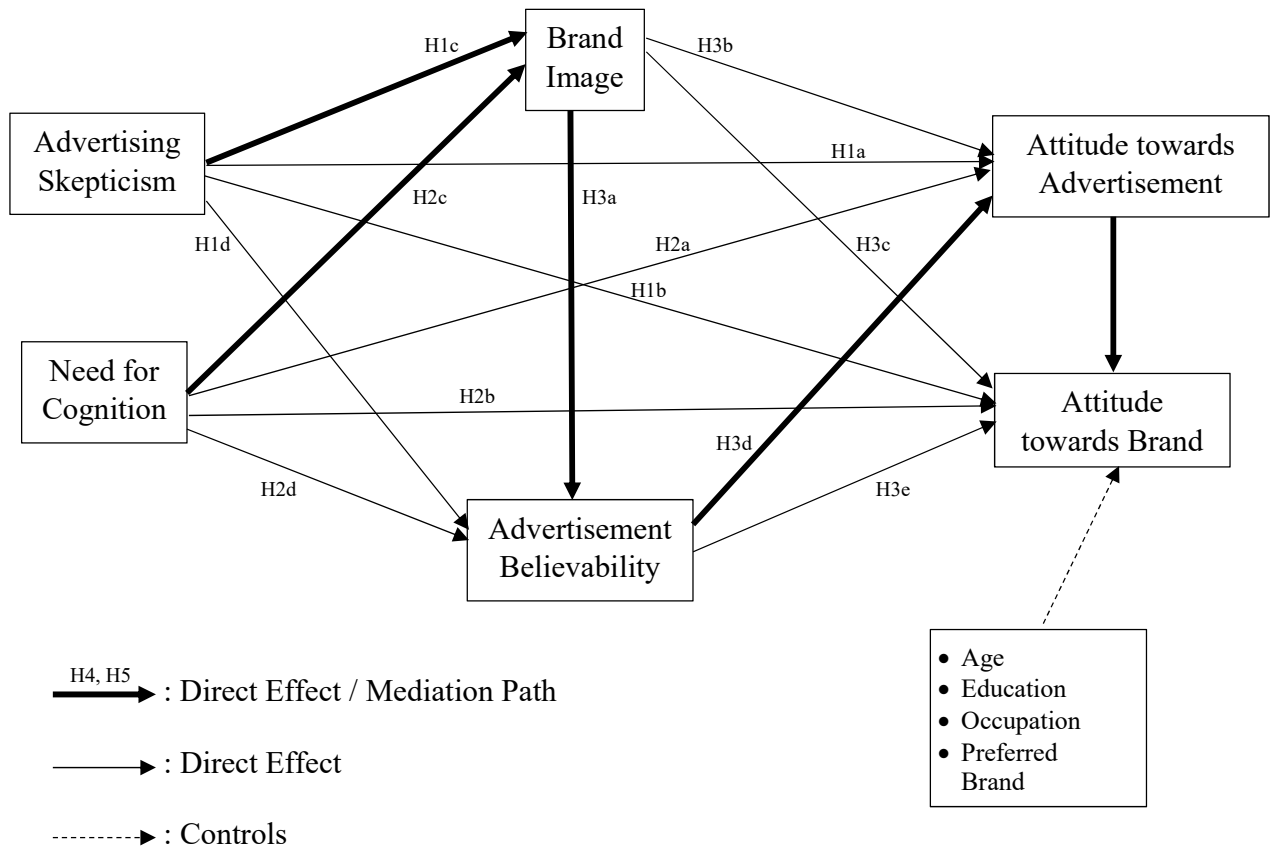 Brand
Image
H1c
H3b
Advertising
Skepticism
H1a
Attitude towards
Advertisement
H2c
H3a
H1d
H2a
H3c
H1b
Need for
Cognition
H2b
Attitude
towards Brand
H3d
H2d
H3e
Advertisement
Believability
H4, H5
: Direct Effect / Mediation Path
: Direct Effect
: Controls
• Age
• Education
• Occupation
• Preferred
Brand